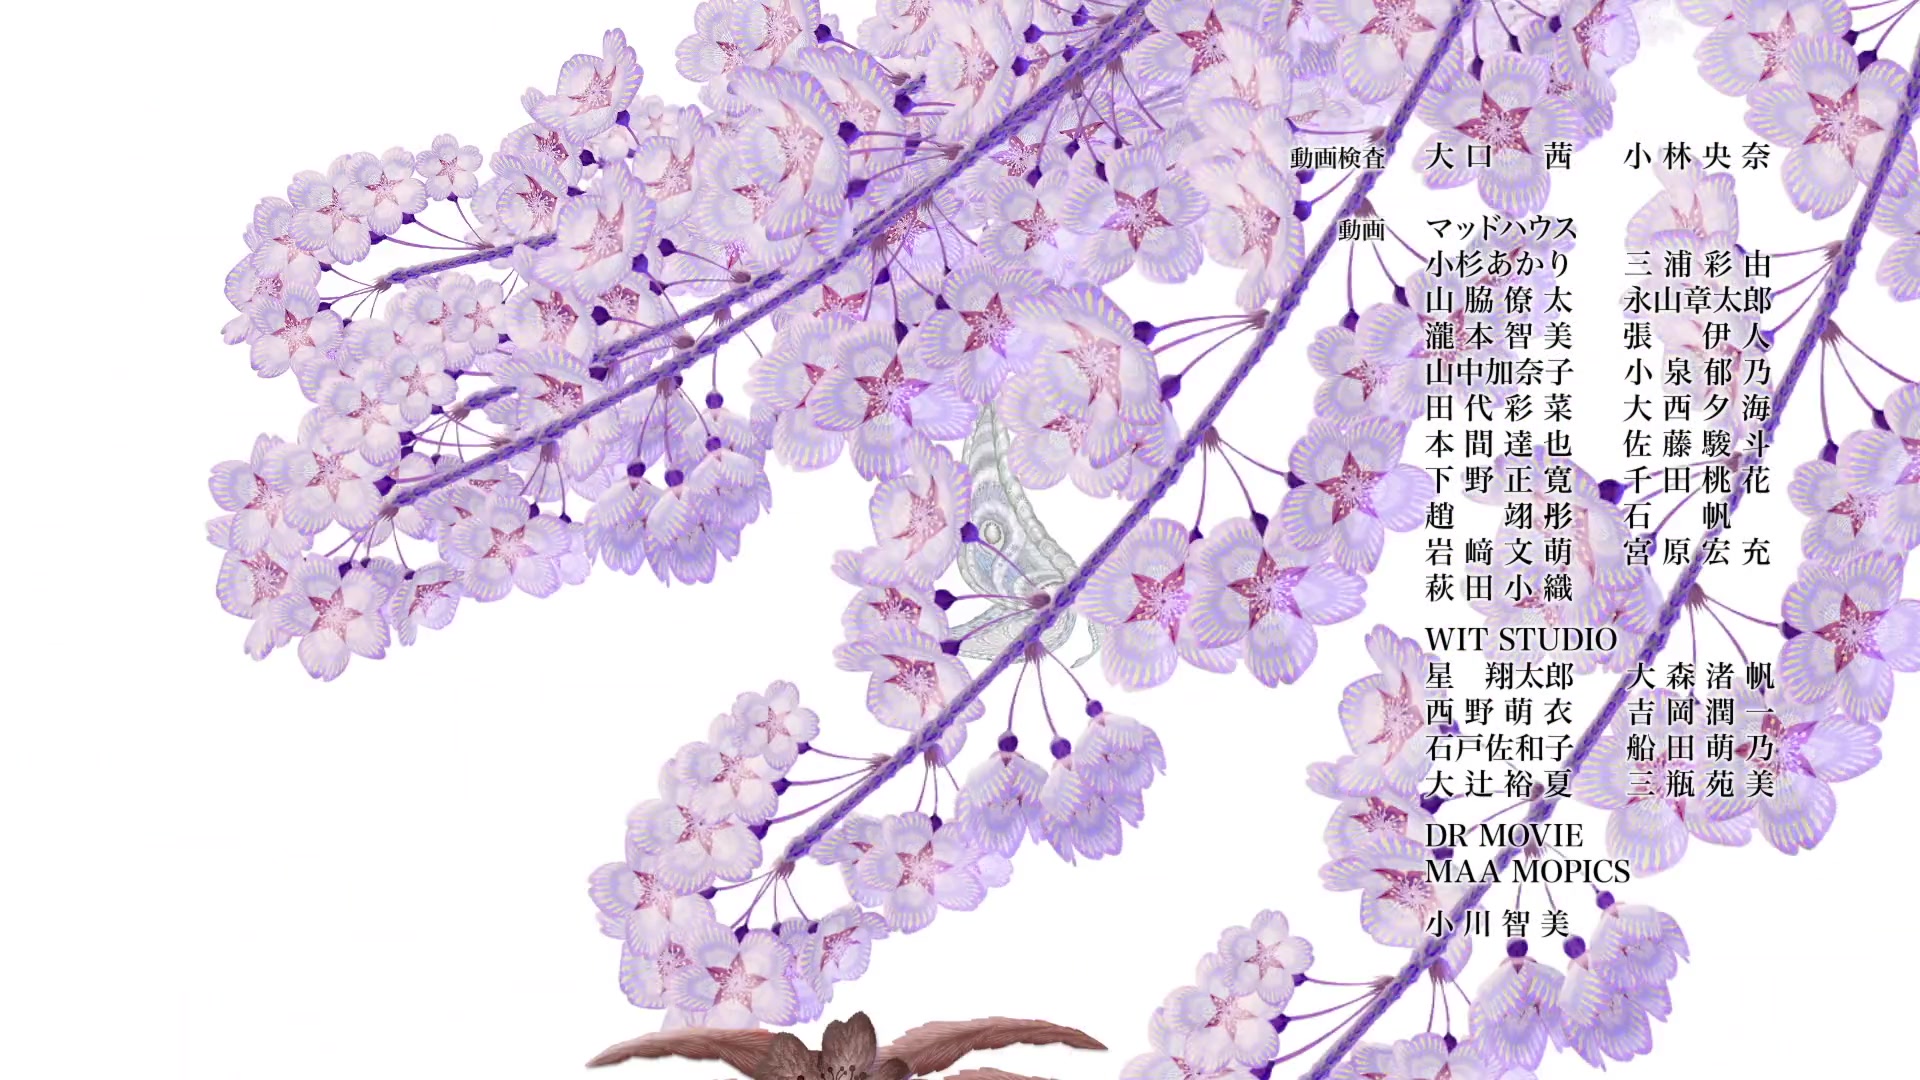 動画検査 大口 茜 小林央奈
動画 マッドハウス
小杉あかり 三浦彩由
山脇僚太 永山章太郎
瀧本智美 張 伊人
山中加奈子 小泉郁乃
田代彩菜 大西夕海
本間達也 佐藤駿斗
下野正寛 千田桃花
趙 翊彤 石 帆
岩﨑文萌 宮原宏充
萩田小織
WIT STUDIO
星 翔太郎 大森渚帆
西野萌衣 吉岡潤一
石戸佐和子 船田萌乃
大辻裕夏 三瓶苑美
DR MOVIE
MAA MOPICS
小川智美